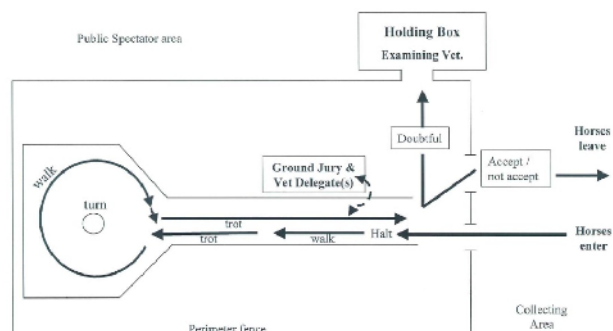 Public Spectator area
Holding Box
Examining Vet.
Doubtful
Horses
leave
Accept /
not accept
Ground Jury &
Vet Delegate(s)
walk
turn
trot
trot
walk
Halt
Horses
enter
Perimeter fence
Collecting
Area